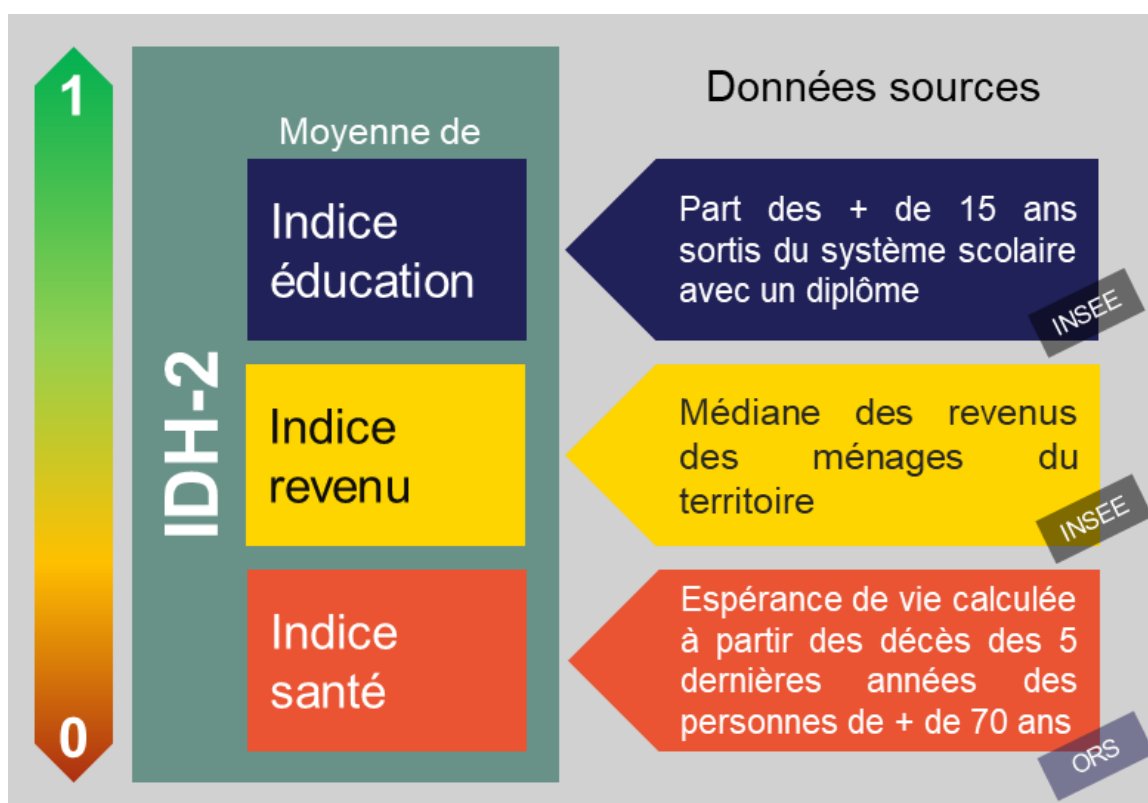 1
0
IDH-2
Moyenne de
Données sources
Indice
éducation
Part des + de 15 ans
sortis du système scolaire
avec un diplôme
INSEE
Indice
revenu
Médiane des revenus
des ménages du
territoire
INSEE
Indice
santé
Espérance de vie calculée
à partir des décès des 5
dernières années des
personnes de + de 70 ans
ORS